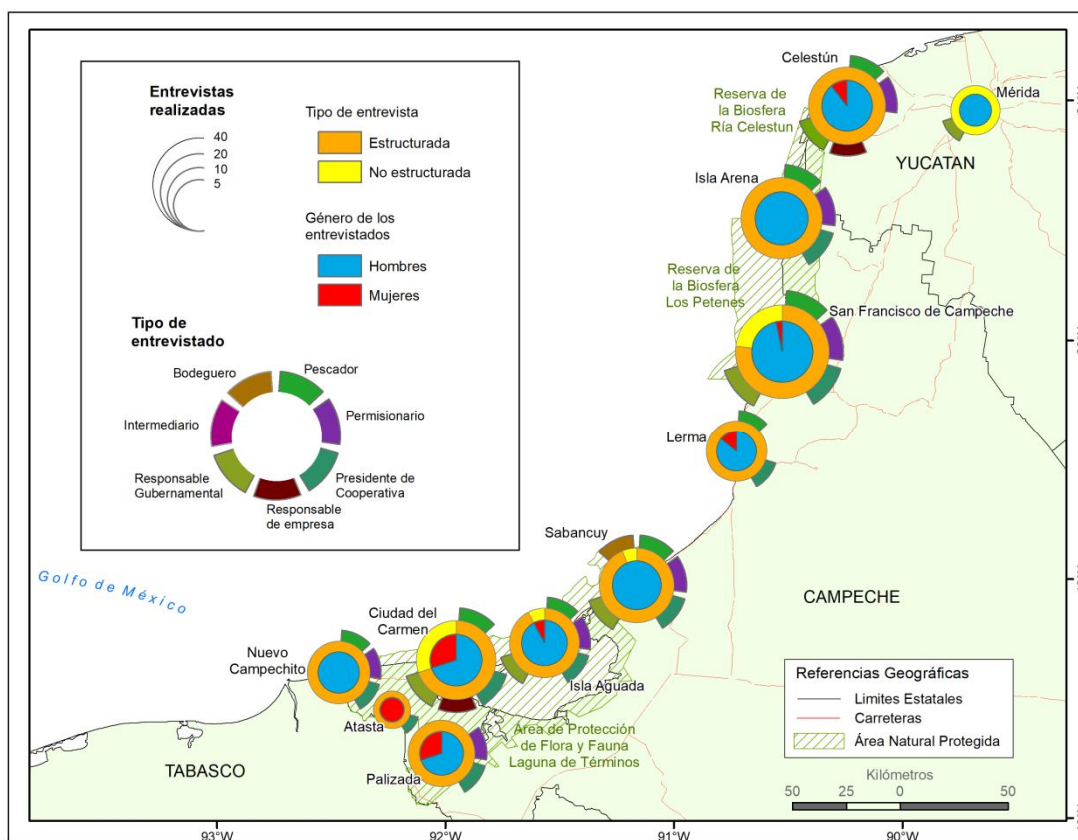 Entrevistas
realizadas
40
20
10
5
Tipo de entrevista
Estructurada
No estructurada
Género de los
entrevistados
Hombres
Mujeres
Tipo de
entrevistado
Bodeguero
Pescador
Intermediario
Permisionario
Responsable
Gubernamental
Presidente de
Cooperativa
Responsable
de empresa
Celestún
Mérida
Reserva de
la Biosfera
Ría Celestun
YUCATAN
Isla Arena
Reserva de
la Biosfera
Los Petenes
San Francisco de Campeche
Lerma
Sabancuy
Golfo de México
CAMPECHE
Ciudad del
Carmen
Nuevo
Campechito
Isla Aguada
Atasta
Área de Protección
de Flora y Fauna
Laguna de Términos
TABASCO
Palizada
Referencias Geográficas
Limites Estatales
Carreteras
Área Natural Protegida
Kilómetros
50 25 0 50
93°W 92°W 91°W 90°W